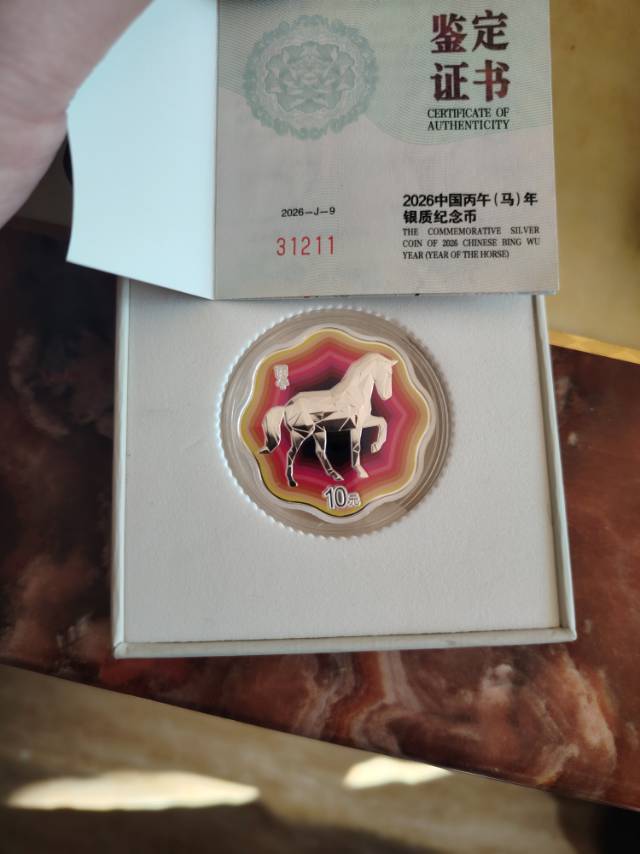 鉴定
证书
CERTIFICATE OF
AUTHENTICITY
2026中国丙午(马)年
银质纪念币
THE COMMEMORATIVE SILVER
COIN OF 2026 CHINESE BING WU
YEAR (YEAR OF THE HORSE)
2026-J-9
31211
10元